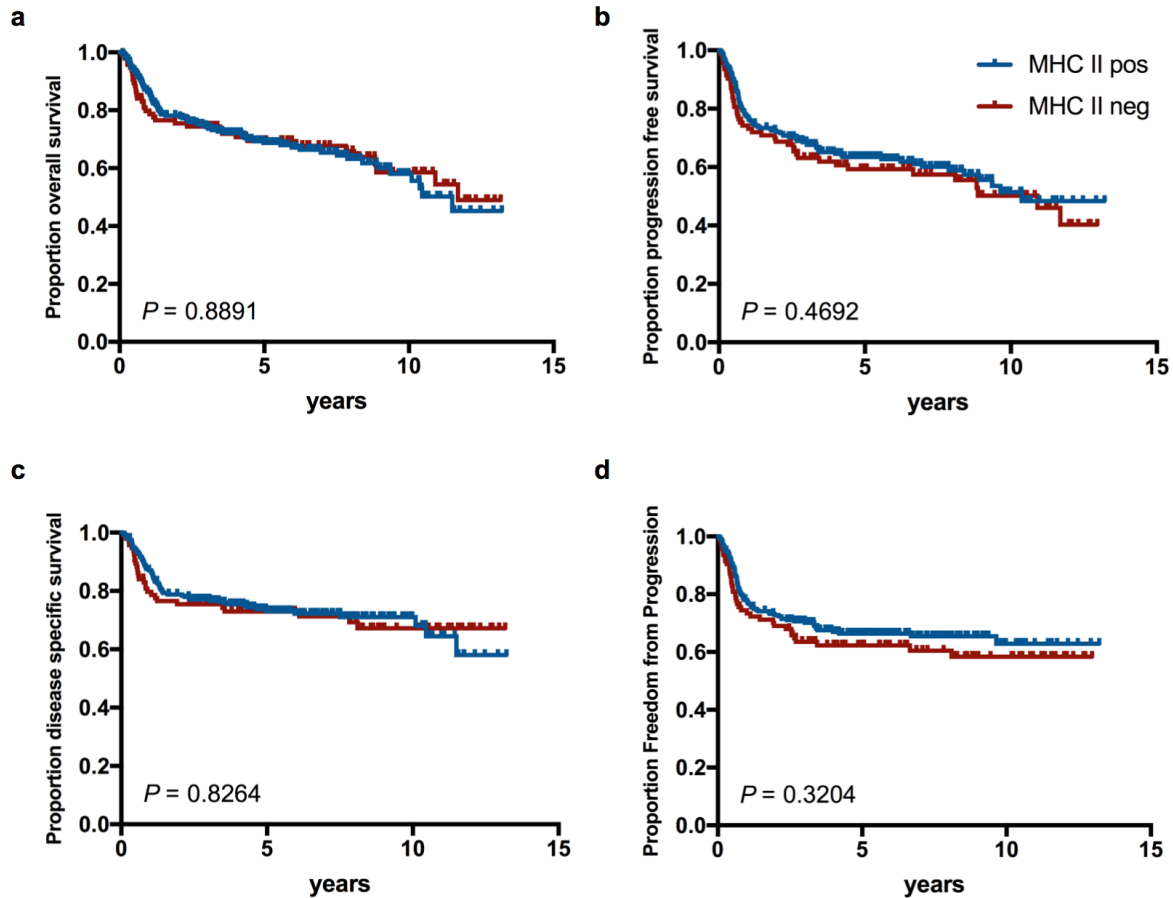 a
Proportion overall survival
1.0
0.8
0.6
0.4
0.2
0.0
P = 0.8891
0 5 10 15
years
b
Proportion progression free survival
1.0
0.8
0.6
0.4
0.2
0.0
MHC II pos
MHC II neg
P = 0.4692
0 5 10 15
years
c
Proportion disease specific survival
1.0
0.8
0.6
0.4
0.2
0.0
P = 0.8264
0 5 10 15
years
d
Proportion Freedom from Progression
1.0
0.8
0.6
0.4
0.2
0.0
P = 0.3204
0 5 10 15
years